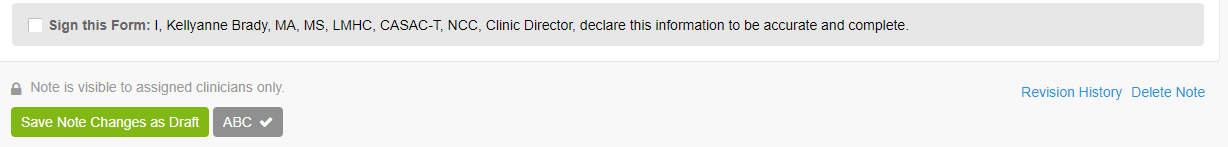 Sign this Form: I, Kellyanne Brady, MA, MS, LMHC, CASAC-T, NCC, Clinic Director, declare this information to be accurate and complete.
Note is visible to assigned clinicians only.
Revision History Delete Note
Save Note Changes as Draft ABC